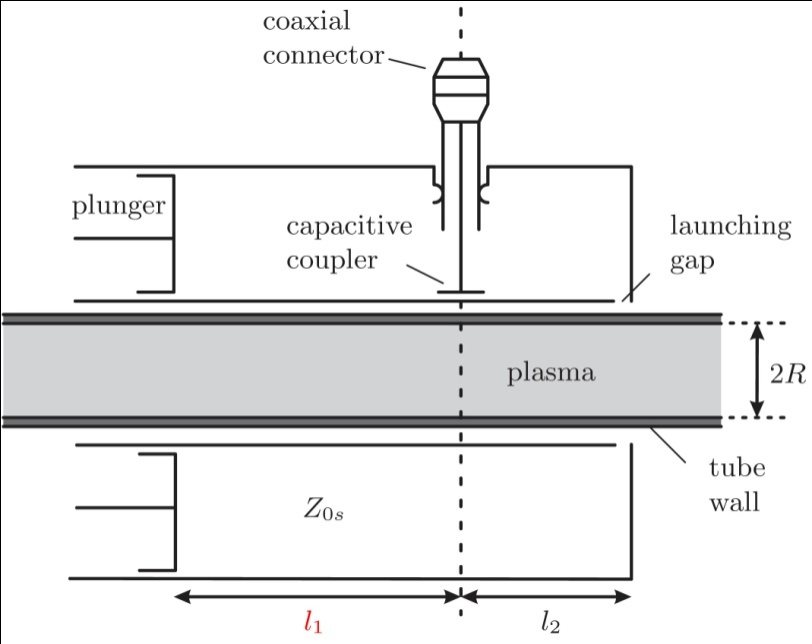 coaxial
connector
plunger
capacitive
coupler
launching
gap
plasma
2R
tube
wall
Z0s
l1
l2